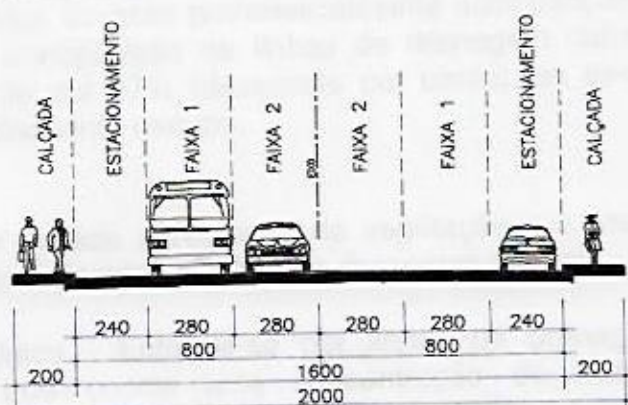 CALÇADA
ESTACIONAMENTO
FAIXA 1
FAIXA 2
FAIXA 2
FAIXA 1
ESTACIONAMENTO
CALÇADA
240 280 280 280 280 240
800 800
200 1600 200
2000